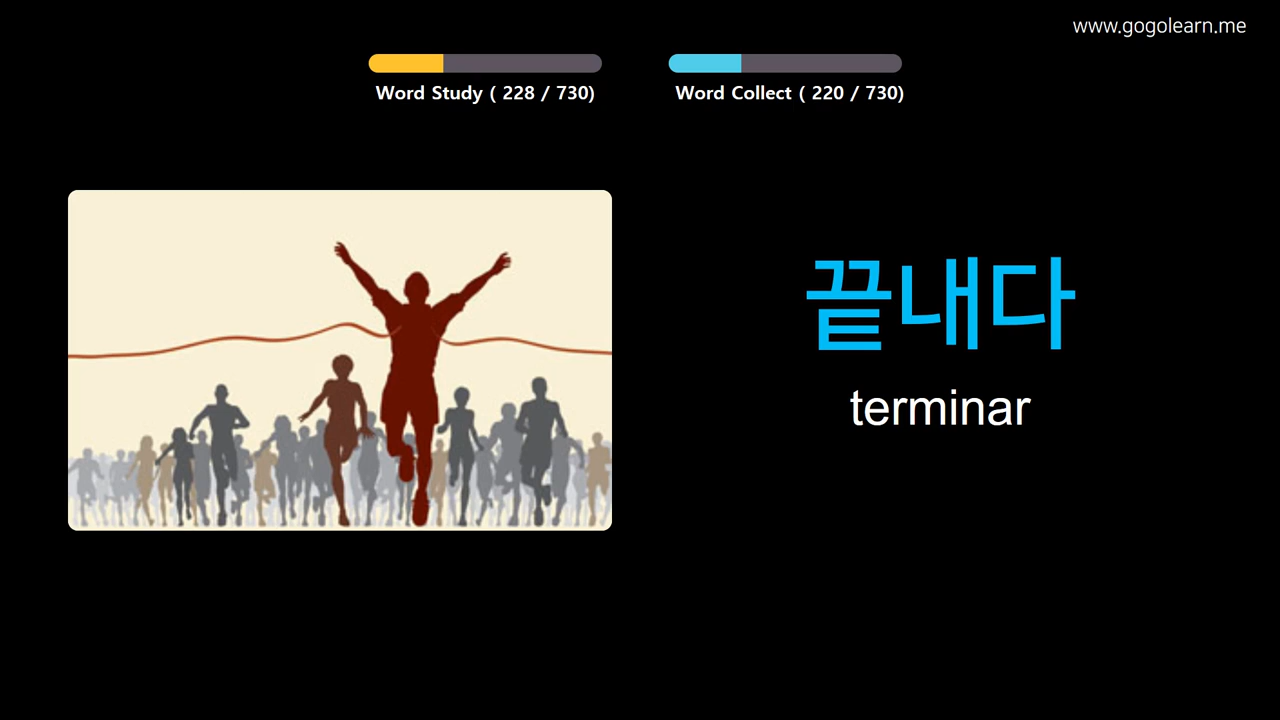 www.gogolearn.me
Word Study ( 228 / 730)
Word Collect ( 220 / 730)
끝내다
terminar